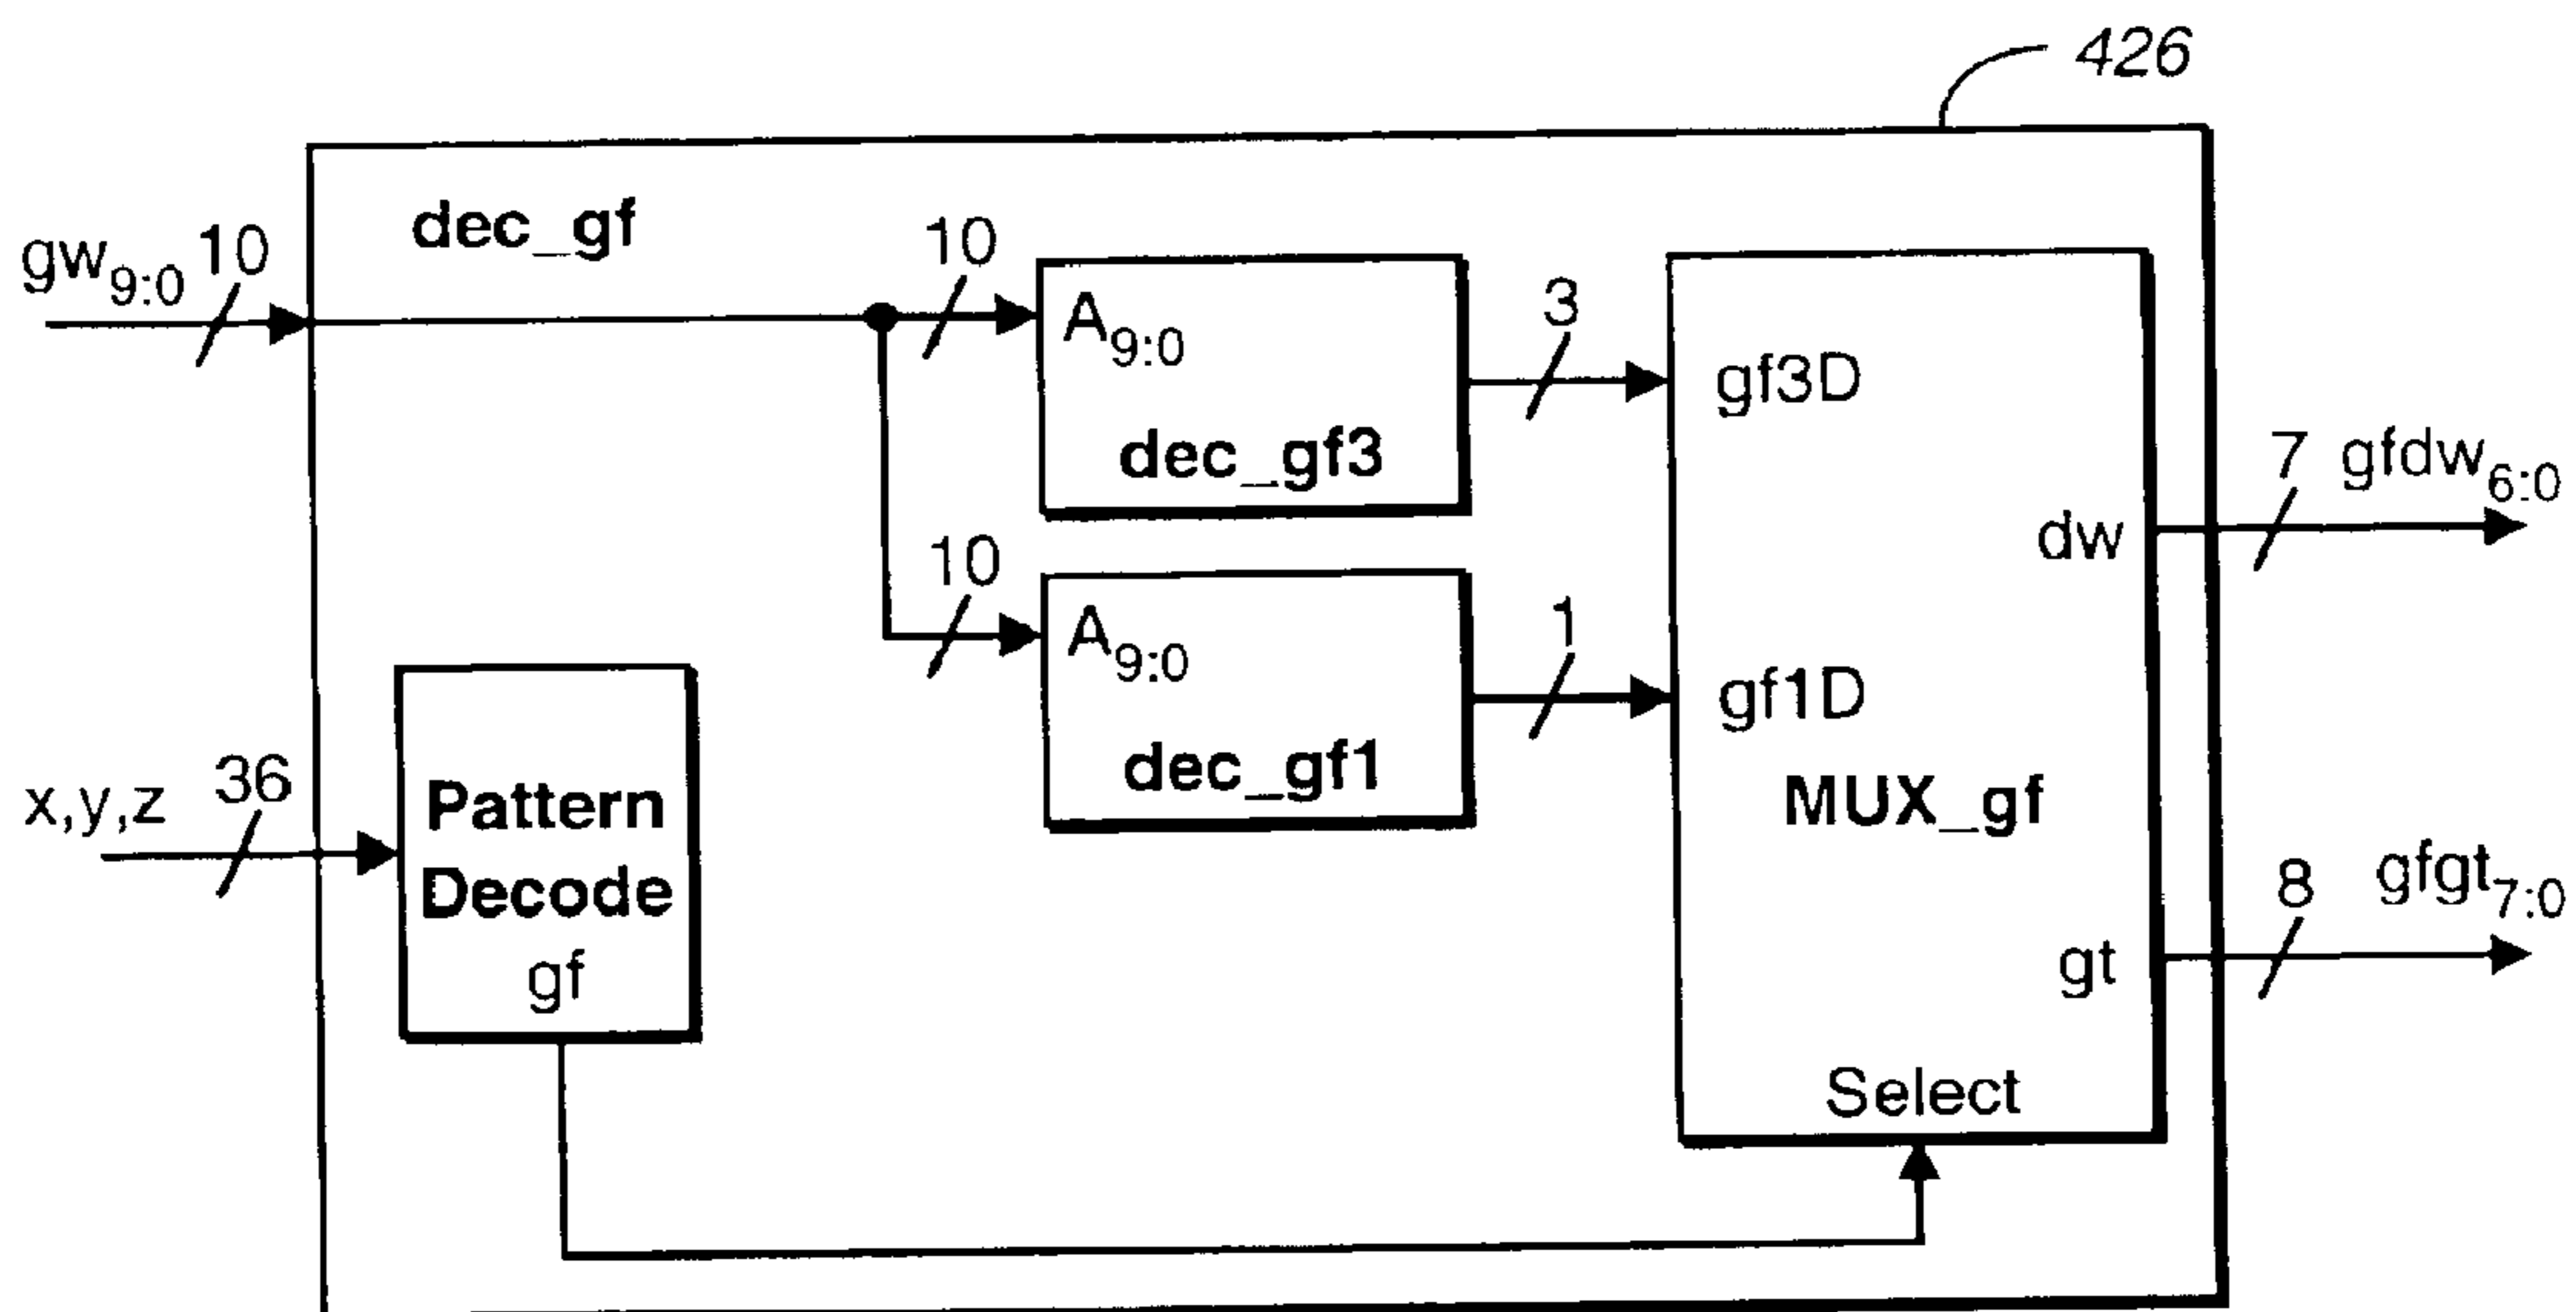 426
dec_gf
gw9:0 10
10
A9:0
dec_gf3
3
gf3D
7 gfdw6:0
dw
10
A9:0
dec_gf1
1
gf1D
MUX_gf
x,y,z 36
Pattern
Decode
gf
8 gfgt7:0
gt
Select